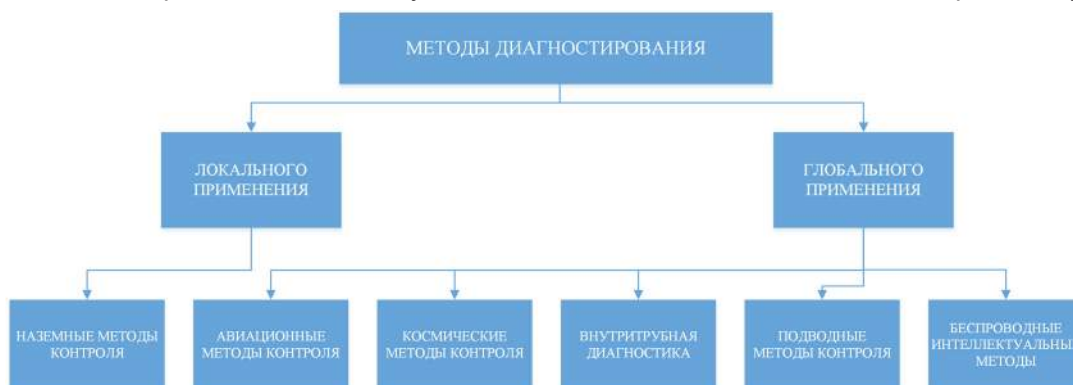 МЕТОДЫ ДИАГНОСТИРОВАНИЯ
ЛОКАЛЬНОГО
ПРИМЕНЕНИЯ
ГЛОБАЛЬНОГО
ПРИМЕНЕНИЯ
НАЗЕМНЫЕ МЕТОДЫ
КОНТРОЛЯ
АВИАЦИОННЫЕ
МЕТОДЫ КОНТРОЛЯ
КОСМИЧЕСКИЕ
МЕТОДЫ КОНТРОЛЯ
ВНУТРИТРУБНАЯ
ДИАГНОСТИКА
ПОДВОДНЫЕ
МЕТОДЫ КОНТРОЛЯ
БЕСПРОВОДНЫЕ
ИНТЕЛЛЕКТУАЛЬНЫЕ
МЕТОДЫ